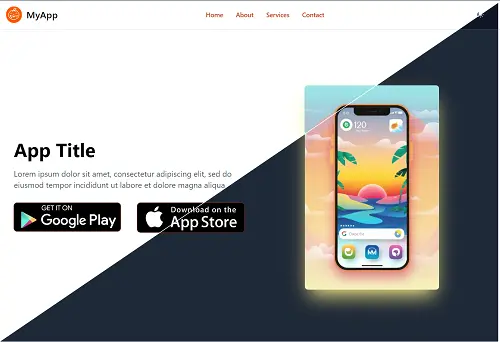 MyApp
Home About Services Contact
App Title
Lorem ipsum dolor sit amet, consectetur adipiscing elit, sed do
eiusmod tempor incididunt ut labore et dolore magna aliqua
GET IT ON
Google Play
Download on the
App Store
120